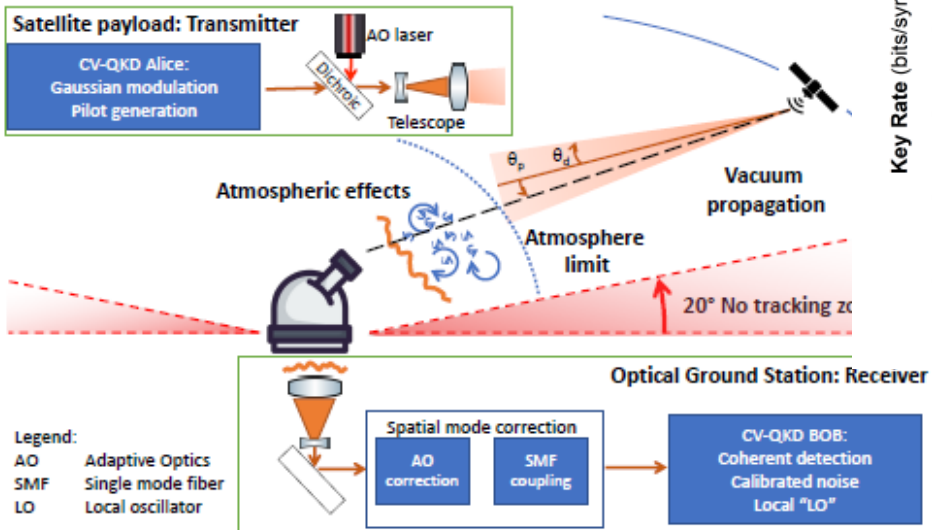 Satellite payload: Transmitter
AO laser
CV-QKD Alice:
Gaussian modulation
Pilot generation
Dichroic
Telescope
Key Rate (bits/sym
θp
θd
Atmospheric effects
Vacuum
propagation
Atmosphere
limit
20° No tracking zo
Optical Ground Station: Receiver
Spatial mode correction
AO
correction
SMF
coupling
CV-QKD BOB:
Coherent detection
Calibrated noise
Local “LO”
Legend:
AO Adaptive Optics
SMF Single mode fiber
LO Local oscillator